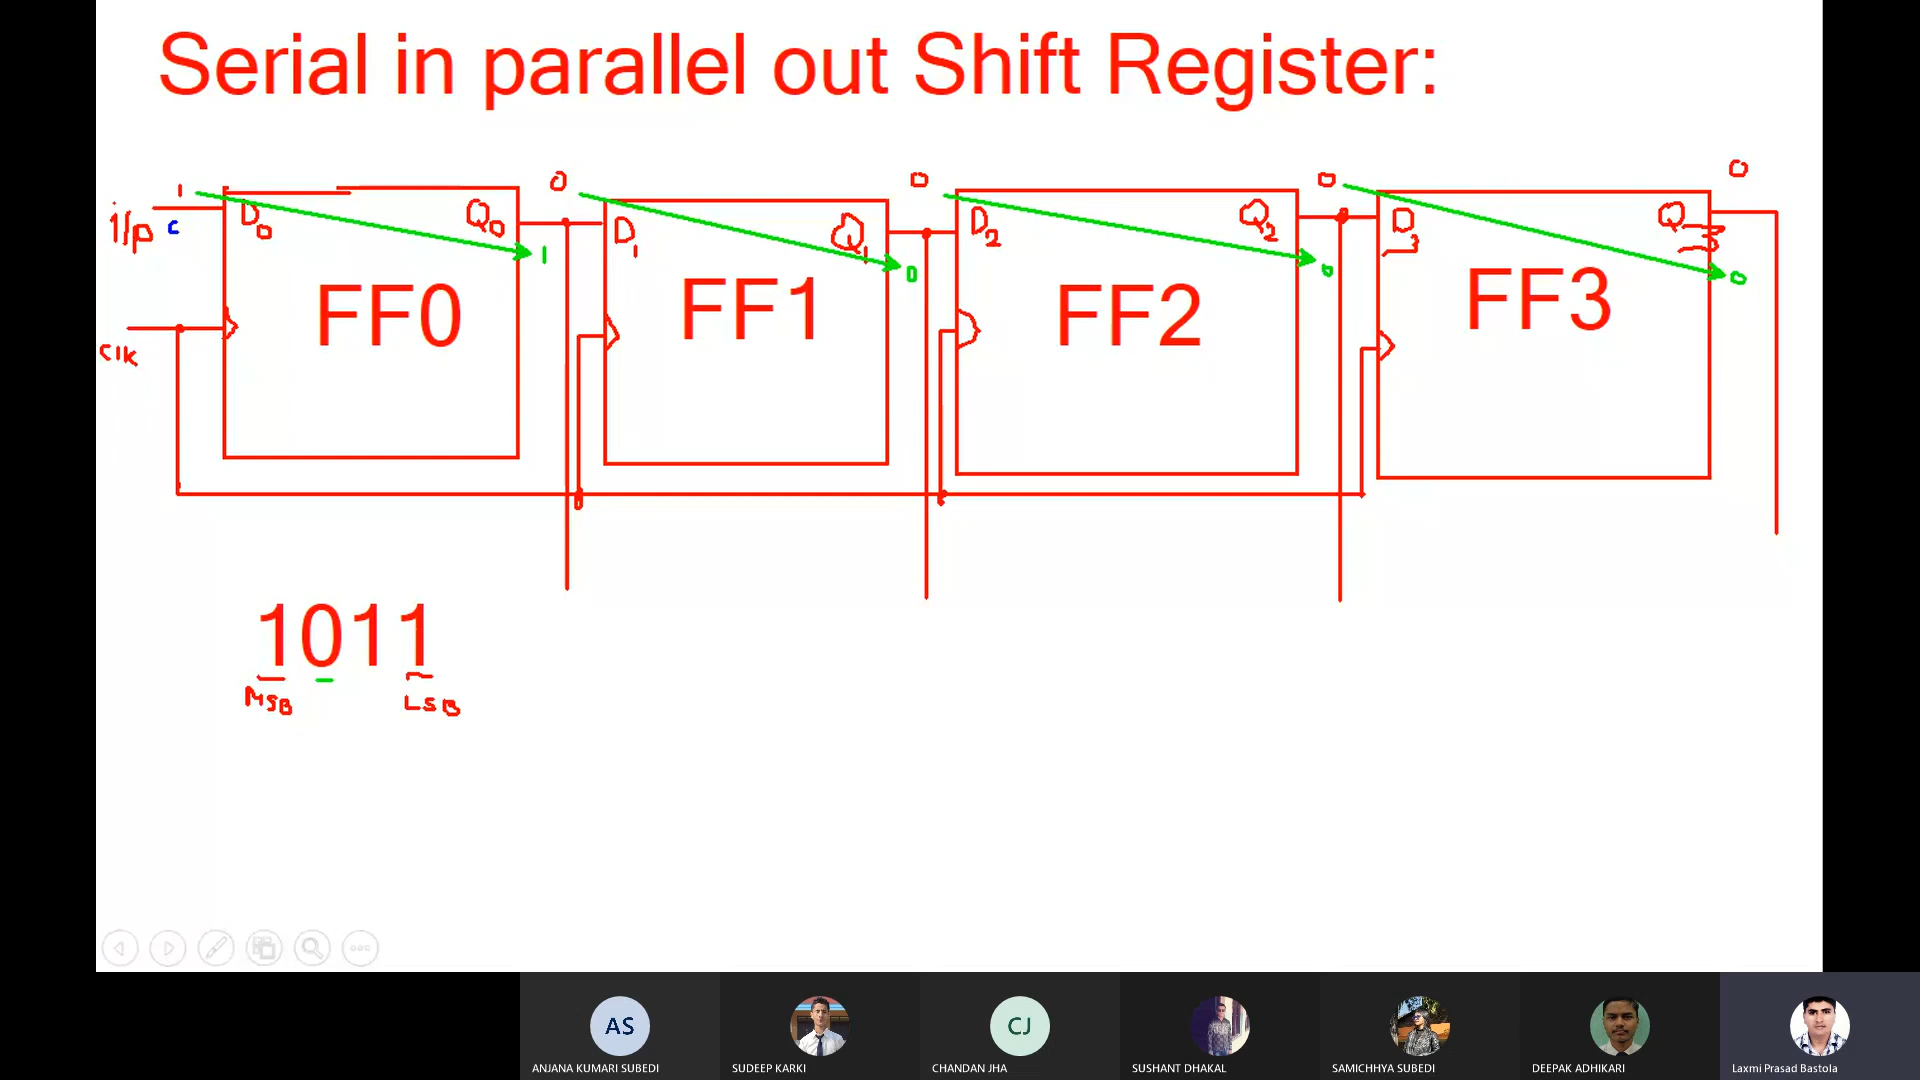 Serial in parallel out Shift Register:
1 0 0 0 0
i/p c D0 Q0 D1 Q1 D2 Q2 D3 Q3
1 0 0 0
FF0 FF1 FF2 FF3
Clk
1011
MSB LSB
AS CJ
ANJANA KUMARI SUBEDI SUDEEP KARKI CHANDAN JHA SUSHANT DHAKAL SAMICHHYA SUBEDI DEEPAK ADHIKARI Laxmi Prasad Bastola